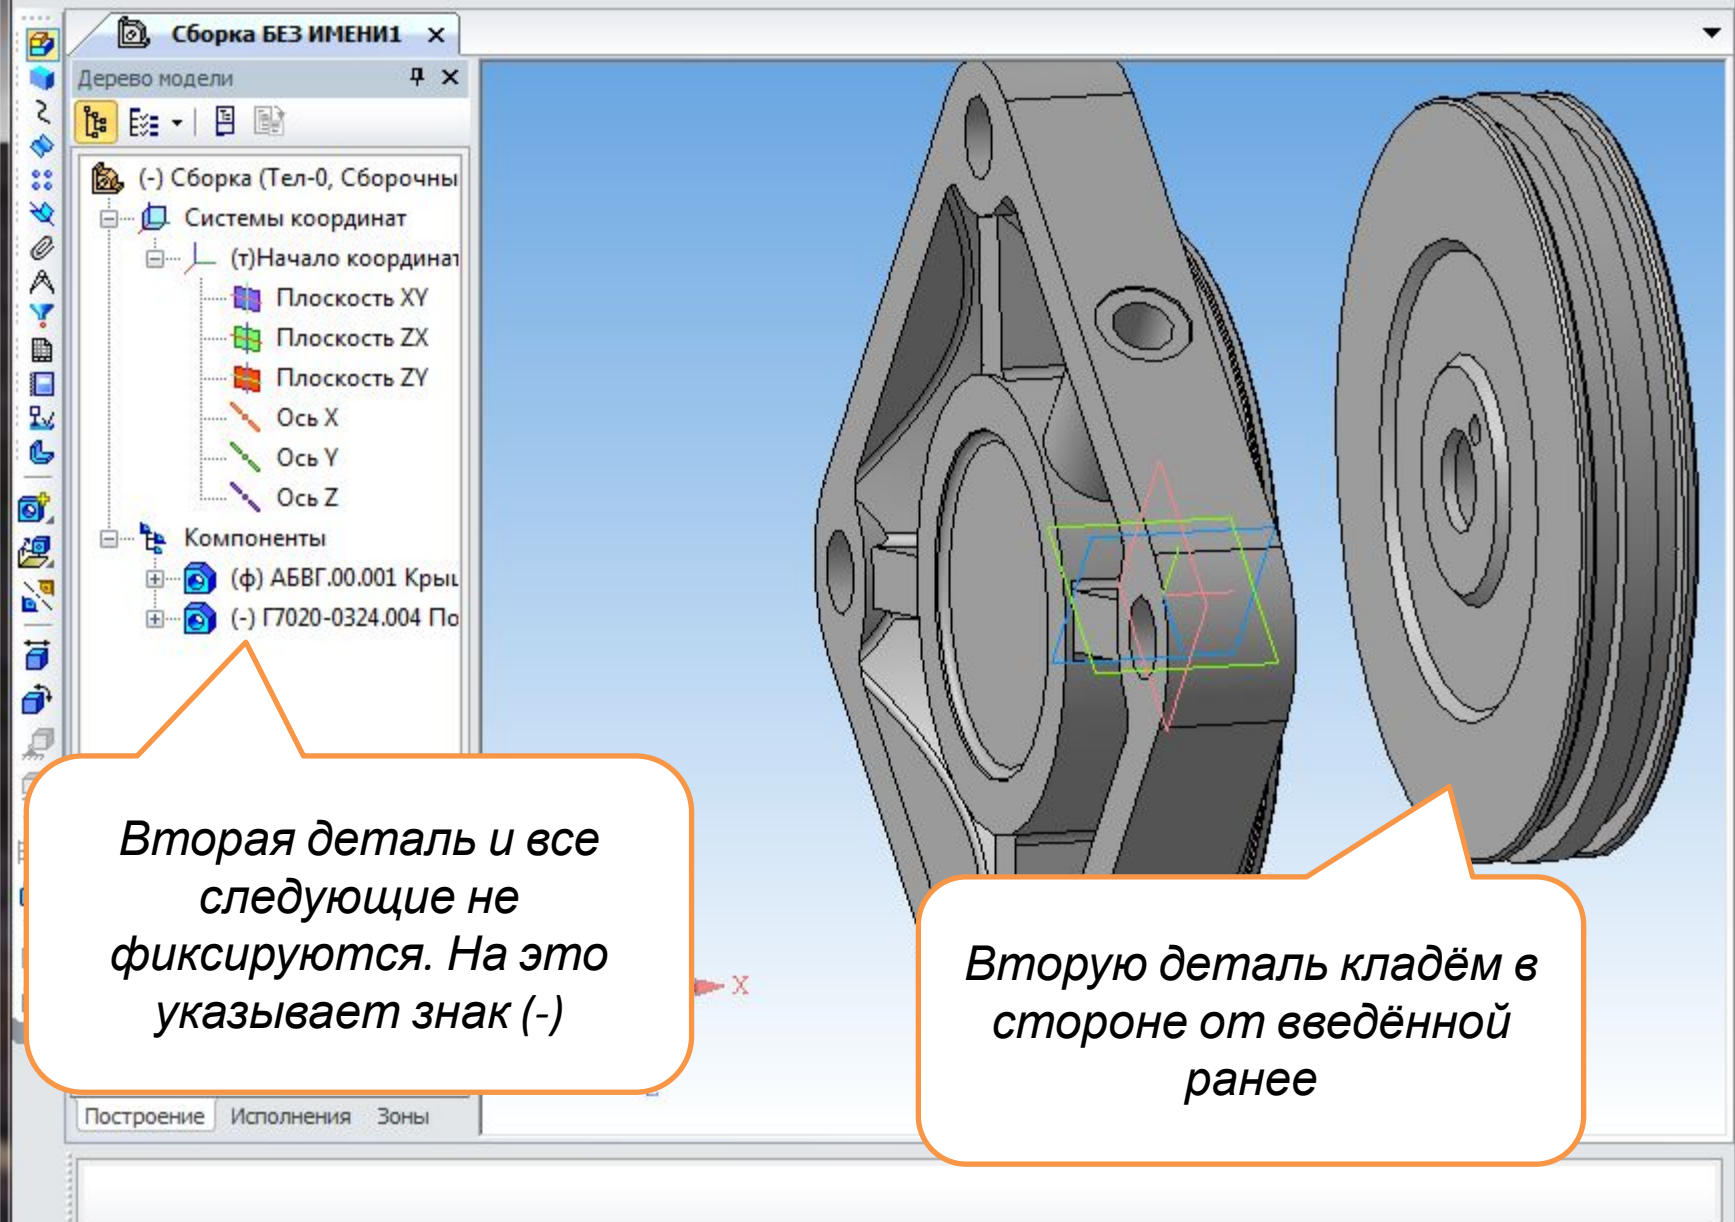 Сборка БЕЗ ИМЕНИ1
Дерево модели
(-) Сборка (Тел-0, Сборочны
Системы координат
(т)Начало координат
Плоскость XY
Плоскость ZX
Плоскость ZY
Ось X
Ось Y
Ось Z
Компоненты
(ф) АБВГ.00.001 Крыш
(-) Г7020-0324.004 По
Вторая деталь и все
следующие не
фиксируются. На это
указывает знак (-)
X
Вторую деталь кладём в
стороне от введённой
ранее
Построение Исполнения Зоны